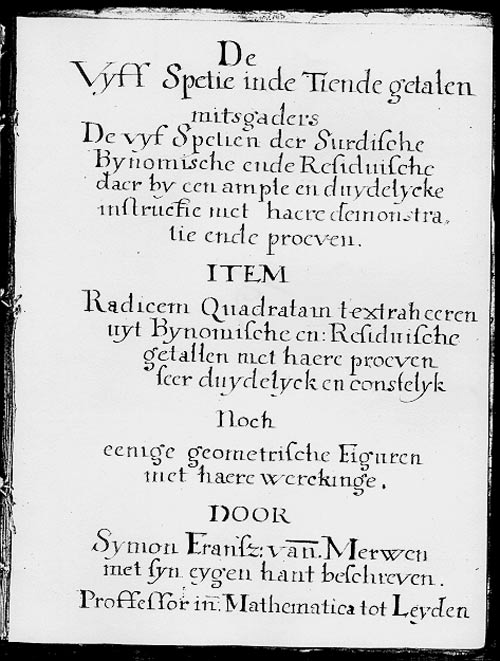 De
Vyff Spetie inde Tiende getalen
mitsgaders
De vyf Spetien der Surdische
Bynomische ende Residuische
daer by een ample en duydelycke
instructie met haere demonstra„
tie ende proeven.
ITEM
Radicem Quadratam t'extraheeren
uyt Bynomische en: Residuische
getallen met haere proeven
seer duydelyck en constelyk
Noch
eenige geometrische Figuren
met haere werckinge.
DOOR
Symon Fransz: van̅. Merwen
met syn eygen hant beschreven.
Proffessor in̅: Mathematica tot Leyden